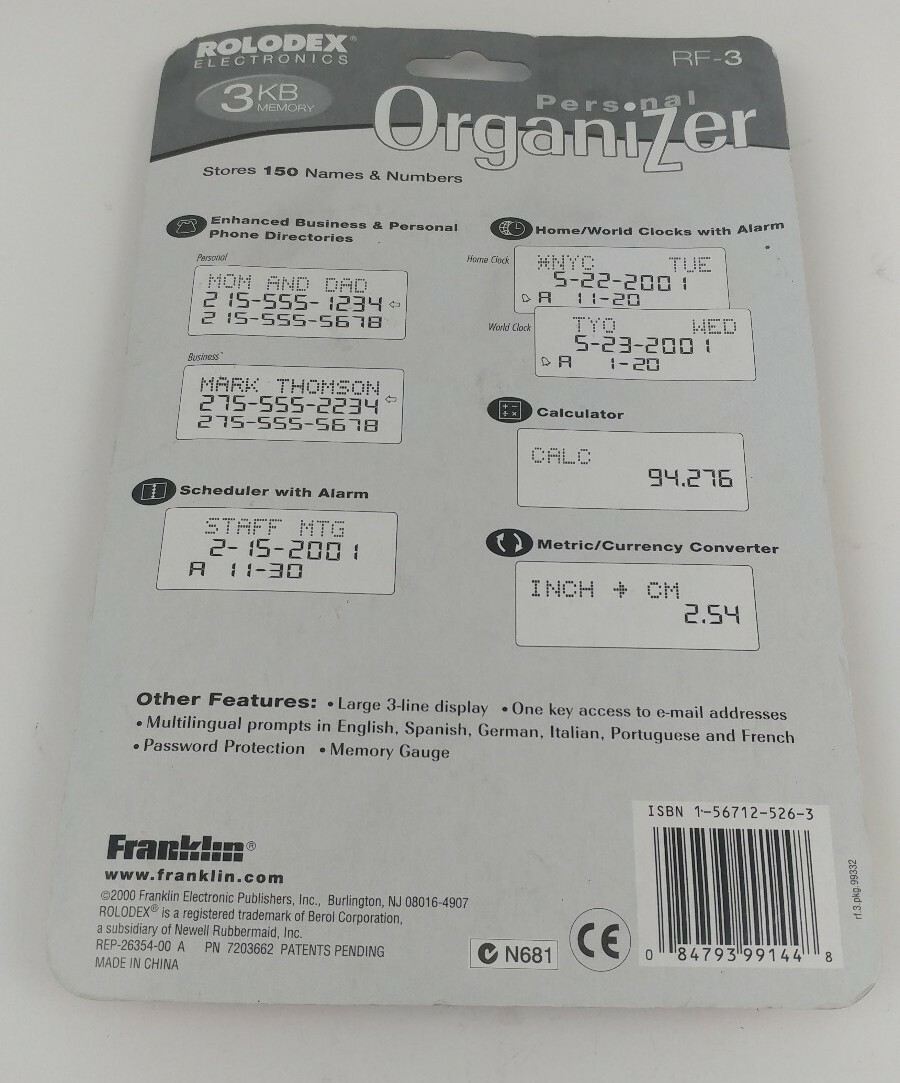 ROLODEX®
ELECTRONICS
RF-3
3KB
MEMORY
Personal
Organizer
Stores 150 Names & Numbers
Enhanced Business & Personal
Phone Directories
Personal
MOM AND DAD
215-555-1234
215-555-5678
Business
MARK THOMSON
275-555-2234
275-555-5678
Scheduler with Alarm
STAFF MTG
2-15-2001
A 11-30
Home/World Clocks with Alarm
Home Clock
*NYC TUE
5-22-2001
A 11-20
World Clock
TYO WED
5-23-2001
A 1-20
Calculator
CALC
94.276
Metric/Currency Converter
INCH → CM
2.54
Other Features: • Large 3-line display • One key access to e-mail addresses
• Multilingual prompts in English, Spanish, German, Italian, Portuguese and French
• Password Protection • Memory Gauge
Franklin®
www.franklin.com
©2000 Franklin Electronic Publishers, Inc., Burlington, NJ 08016-4907
ROLODEX® is a registered trademark of Berol Corporation,
a subsidiary of Newell Rubbermaid, Inc.
REP-26354-00 A PN 7203662 PATENTS PENDING
MADE IN CHINA
N681
CE
ISBN 1-56712-526-3
0 84793 99144 8
rf.3.pkg.99332